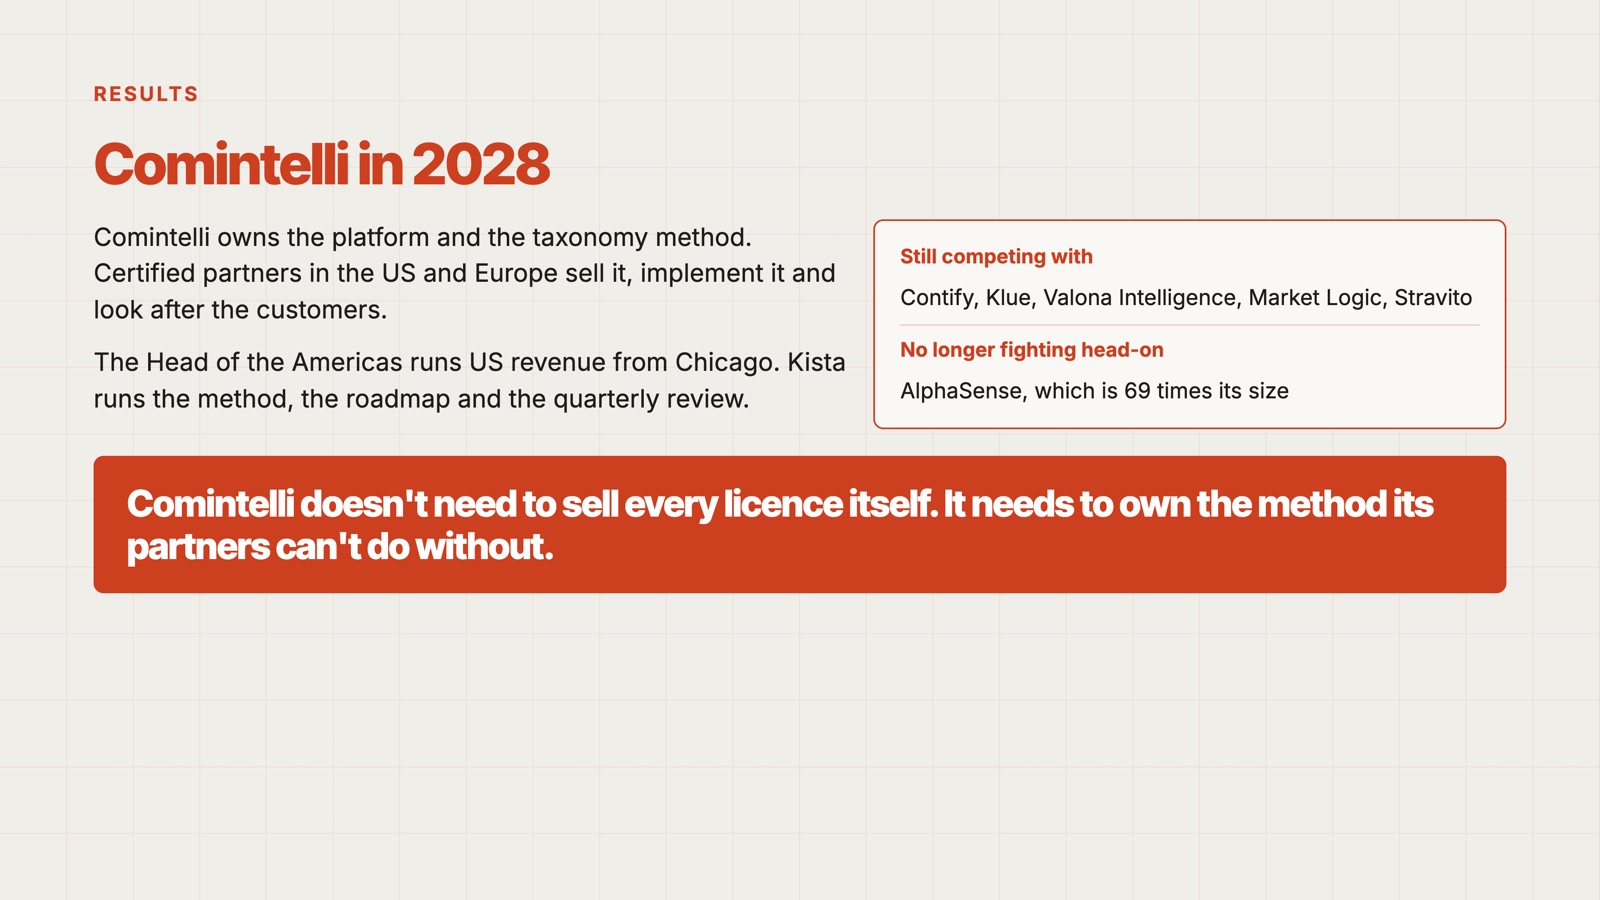 RESULTS
Comintelli in 2028
Comintelli owns the platform and the taxonomy method.
Certified partners in the US and Europe sell it, implement it and
look after the customers.
The Head of the Americas runs US revenue from Chicago. Kista
runs the method, the roadmap and the quarterly review.
Still competing with
Contify, Klue, Valona Intelligence, Market Logic, Stravito
No longer fighting head-on
AlphaSense, which is 69 times its size
Comintelli doesn't need to sell every licence itself. It needs to own the method its
partners can't do without.